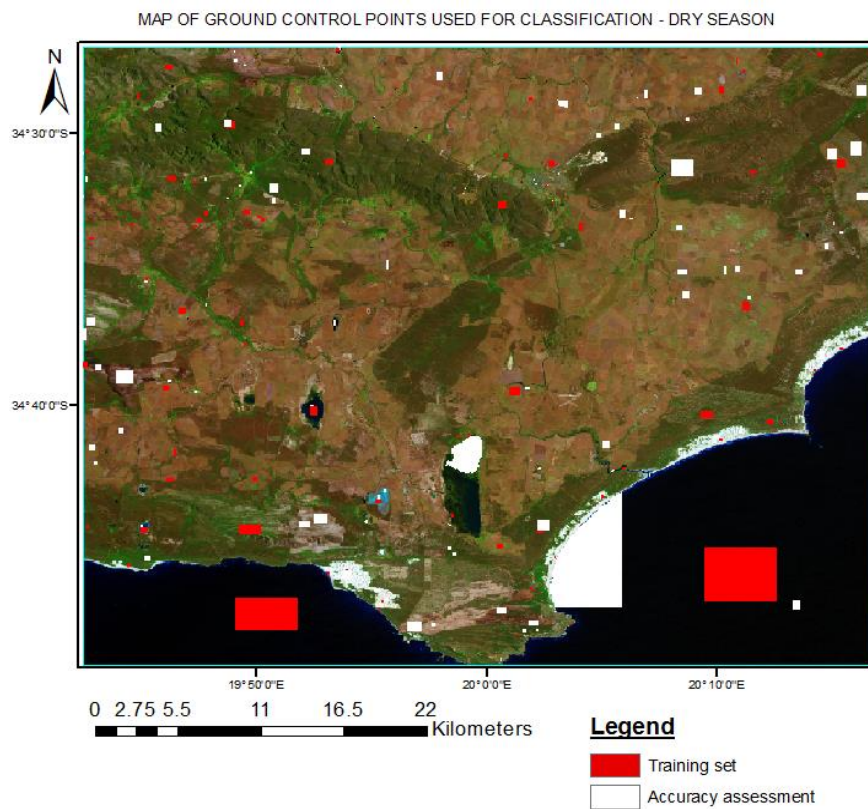 MAP OF GROUND CONTROL POINTS USED FOR CLASSIFICATION - DRY SEASON
N
34°30'0"S
34°40'0"S
19°50'0"E 20°0'0"E 20°10'0"E
0 2.75 5.5 11 16.5 22
Kilometers
Legend
Training set
Accuracy assessment